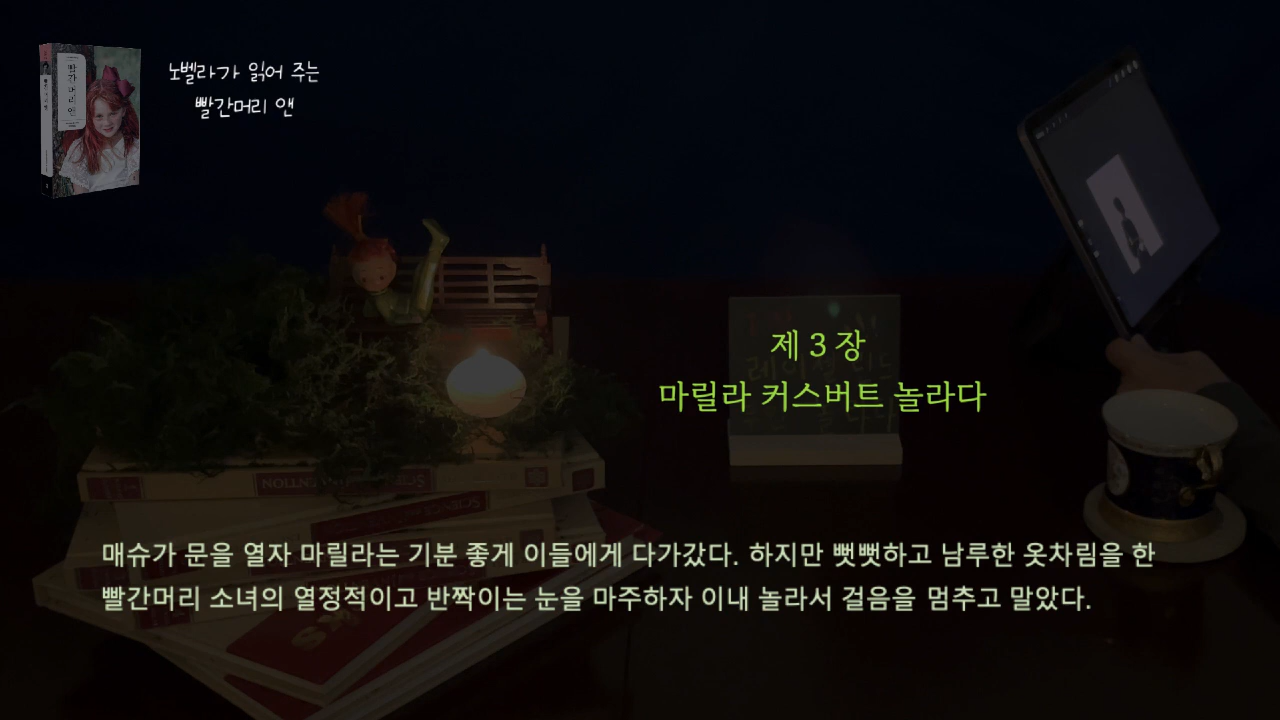 빨간머리 앤
노벨라가 읽어 주는
빨간머리 앤
제 3 장
마릴라 커스버트 놀라다
매슈가 문을 열자 마릴라는 기분 좋게 이들에게 다가갔다. 하지만 뻣뻣하고 남루한 옷차림을 한
빨간머리 소녀의 열정적이고 반짝이는 눈을 마주하자 이내 놀라서 걸음을 멈추고 말았다.